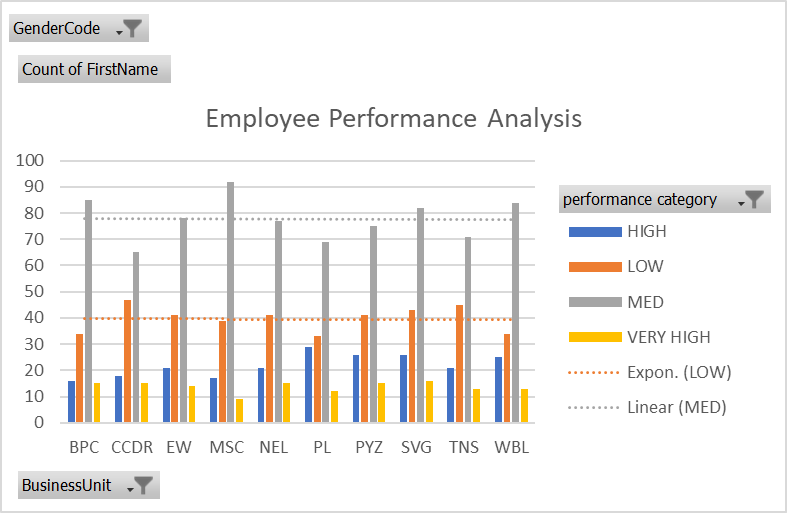 GenderCode
Count of FirstName
Employee Performance Analysis
100
90
80
70
60
50
40
30
20
10
0
BPC CCDR EW MSC NEL PL PYZ SVG TNS WBL
performance category
HIGH
LOW
MED
VERY HIGH
Expon. (LOW)
Linear (MED)
BusinessUnit